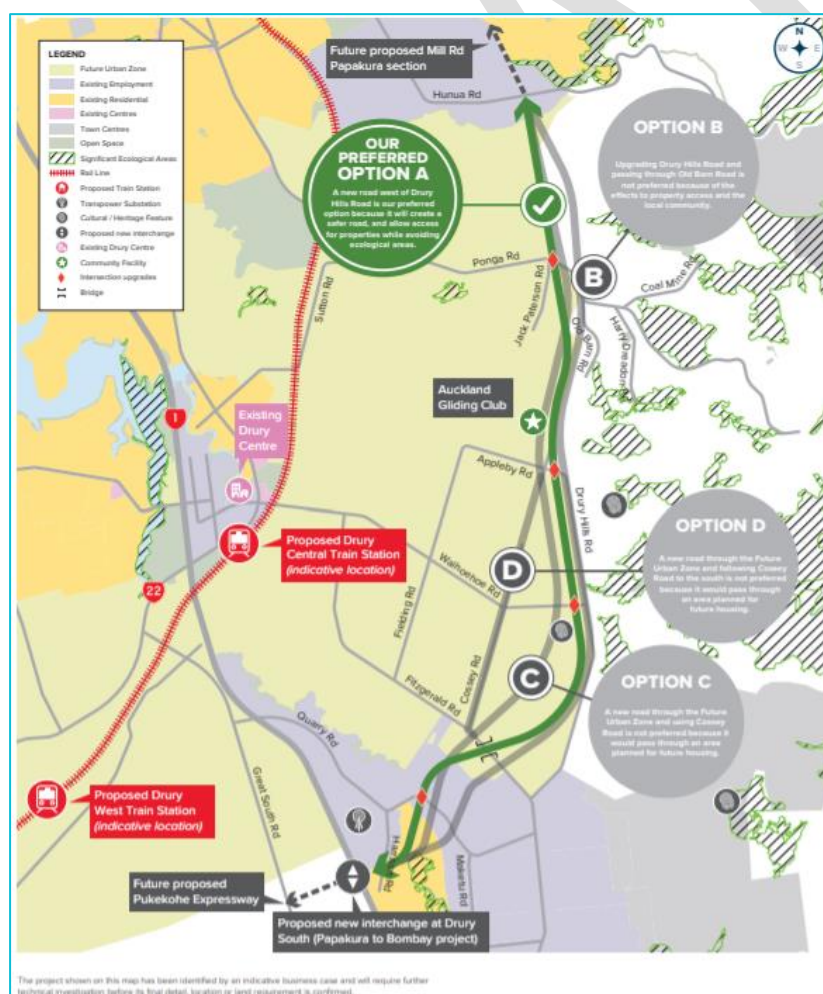 LEGEND
Future Urban Zone
Existing Employment
Existing Residential
Existing Centres
Town Centres
Open Space
Significant Ecological Areas
Rail Line
Proposed Train Station
Transpower Substation
Cultural / Heritage Feature
Proposed new interchange
Existing Drury Centre
Community Facility
Intersection upgrades
Bridge
Future proposed Mill Rd
Papakura section
Hunua Rd
N
W
E
S
OUR
PREFERRED
OPTION A
A new road west of Drury
Hills Road is our preferred
option because it will create a
safer road, and allow access
for properties while avoiding
ecological areas.
OPTION B
Upgrading Drury Hills Road and
passing through Old Barn Road is
not preferred because of the
effects to property access and the
local community.
Ponga Rd
B
Coal Mine Rd
Sutton Rd
Jack Paterson Rd
Old Barn Rd
Auckland
Gliding Club
1
Existing
Drury
Centre
Appleby Rd
Drury Hills Rd
OPTION D
A new road through the Future
Urban Zone and following Cossey
Road to the south is not preferred
because it would pass through
an area planned for
future housing.
Proposed Drury
Central Train Station
(indicative location)
D
Waihoehoe Rd
22
Fielding Rd
Cossey Rd
Fitzgerald Rd
C
OPTION C
A new road through the Future
Urban Zone and using Cossey
Road is not preferred because it
would pass through an area
planned for future housing.
Quarry Rd
Great South Rd
Proposed Drury
West Train Station
(indicative location)
Maketu Rd
Future proposed
Pukekohe Expressway
Proposed new interchange at Drury
South (Papakura to Bombay project)
The project shown on this map has been identified by an indicative business case and will require further
technical investigation before its final detail, location or land requirement is confirmed.